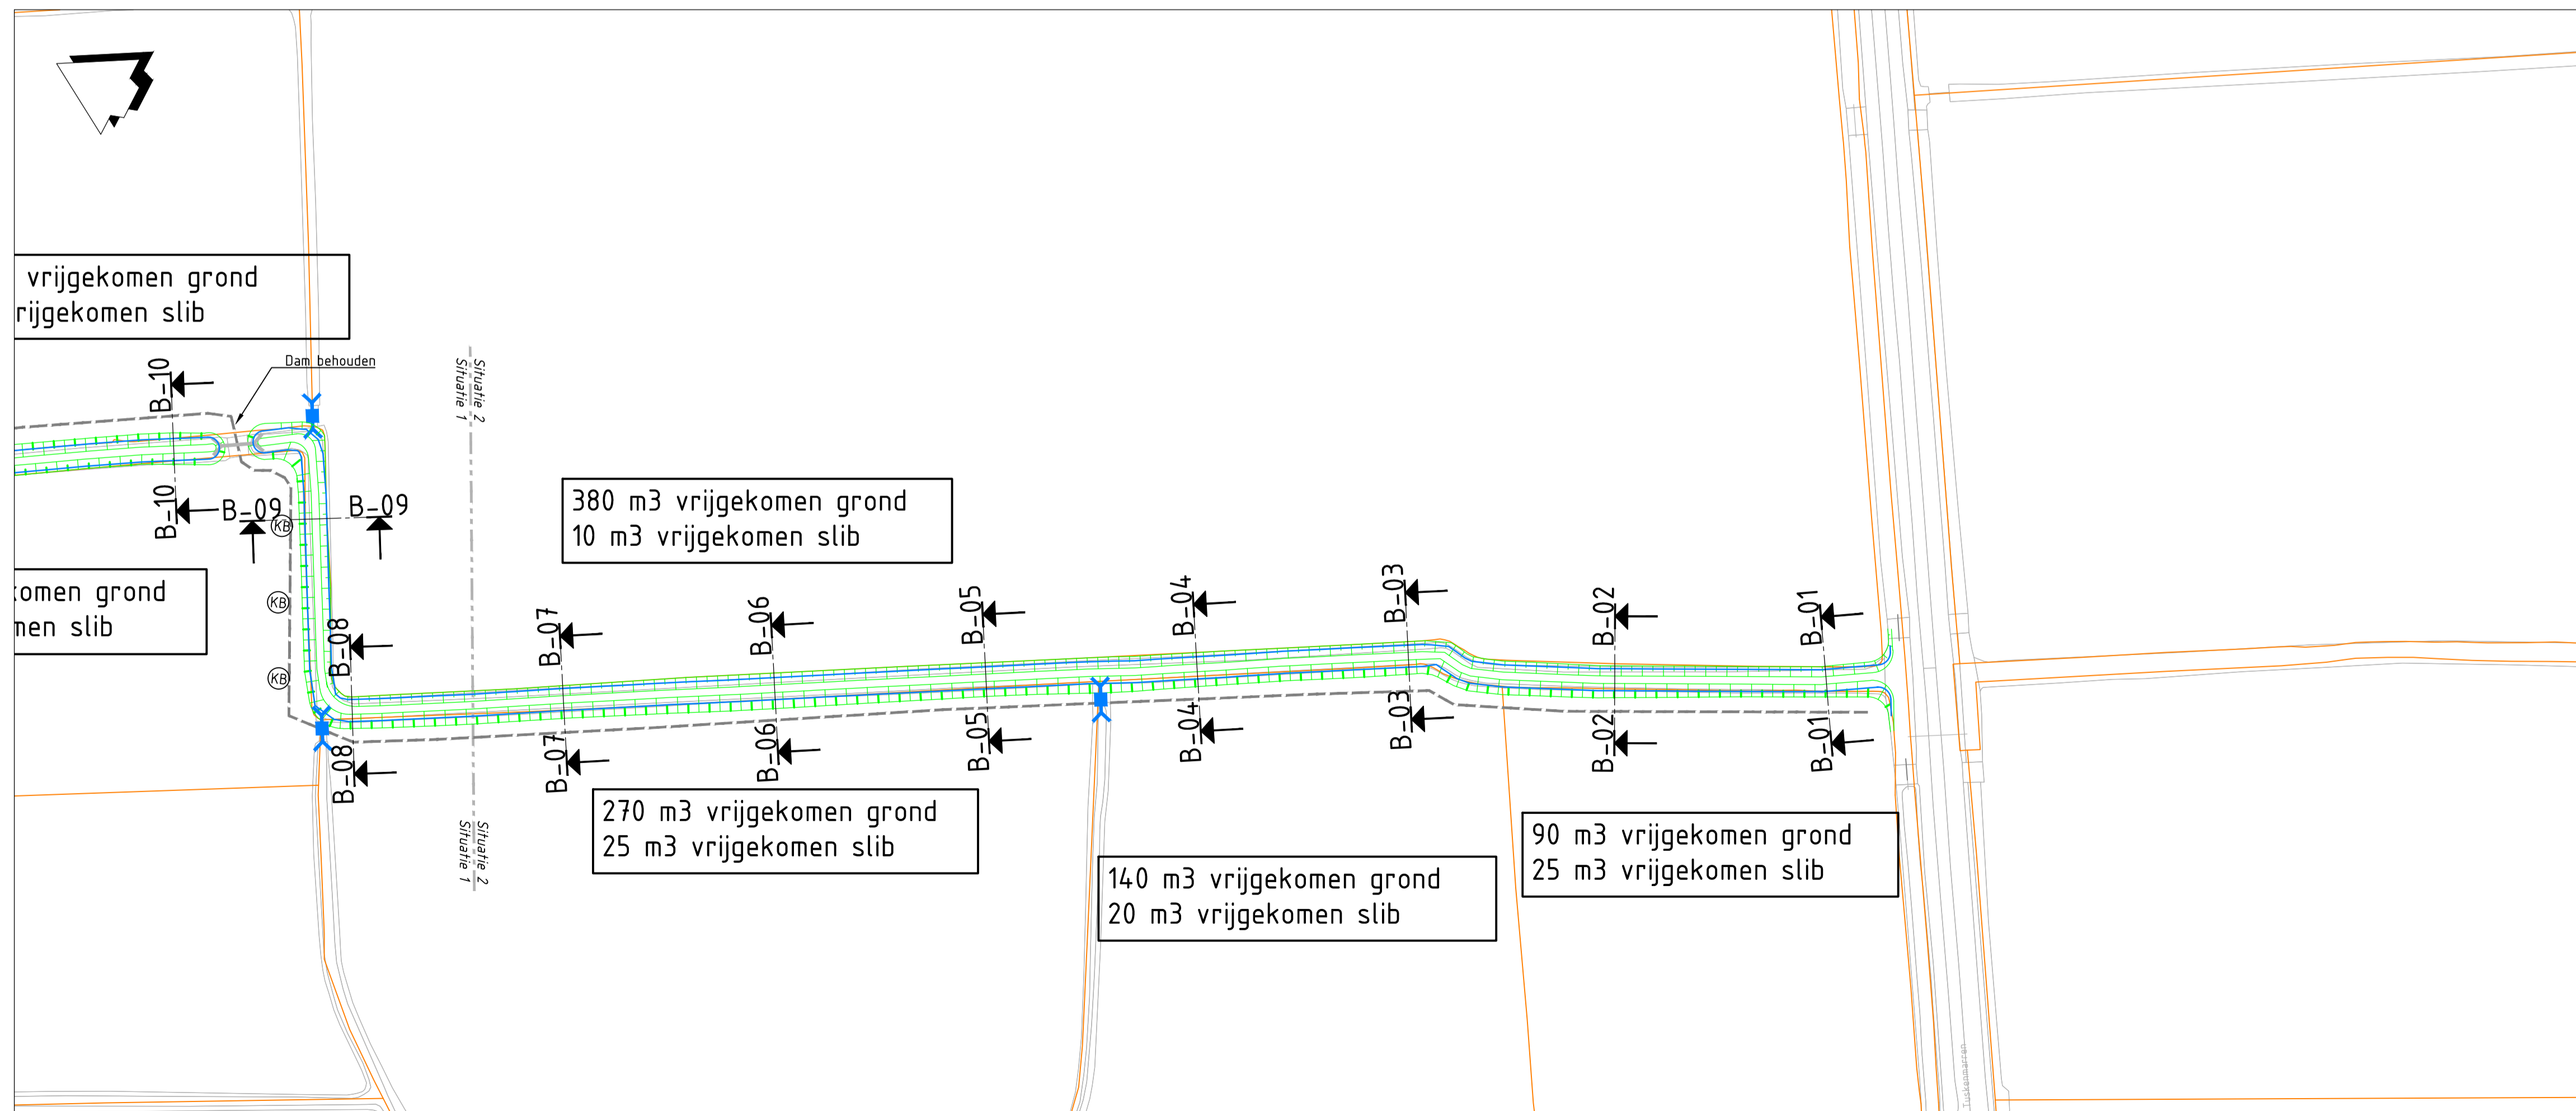 vrijgekomen grond
rijgekomen slib
Dam behouden
B-10
B-10
B-09
B-09
KB
KB
KB
Situatie 2
Situatie 1
380 m3 vrijgekomen grond
10 m3 vrijgekomen slib
komen grond
men slib
B-08
B-07
B-06
B-05
B-04
B-03
B-02
B-01
B-08
B-07
B-06
B-05
B-04
B-03
B-02
B-01
270 m3 vrijgekomen grond
25 m3 vrijgekomen slib
Situatie 2
Situatie 1
140 m3 vrijgekomen grond
20 m3 vrijgekomen slib
90 m3 vrijgekomen grond
25 m3 vrijgekomen slib
Tuskenmarren